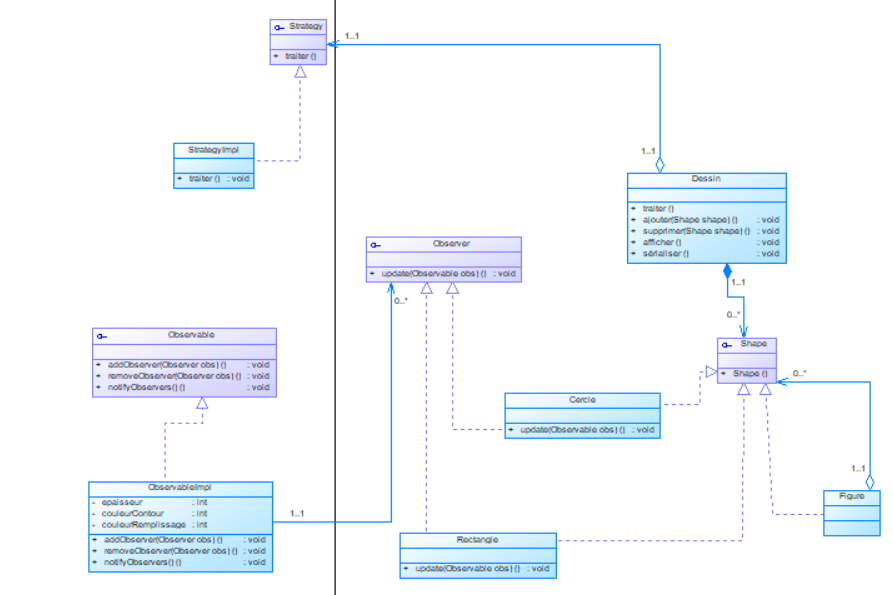 Strategy
+ traiter ()
1..1
StrategyImpl
+ traiter () : void
1..1
Dessin
+ traiter ()
+ ajouter(Shape shape) () : void
+ supprimer(Shape shape) () : void
+ afficher () : void
+ sérialiser () : void
Observer
+ update(Observable obs) () : void
1..1
0..*
0..*
Observable
+ addObserver(Observer obs) () : void
+ removeObserver(Observer obs) () : void
+ notifyObservers() () : void
Shape
+ Shape ()
0..*
Cercle
+ update(Observable obs) () : void
ObservableImpl
- epaisseur : int
- couleurContour : int
- couleurRemplissage : int
+ addObserver(Observer obs) () : void
+ removeObserver(Observer obs) () : void
+ notifyObservers() () : void
1..1
1..1
Figure
Rectangle
+ update(Observable obs) () : void